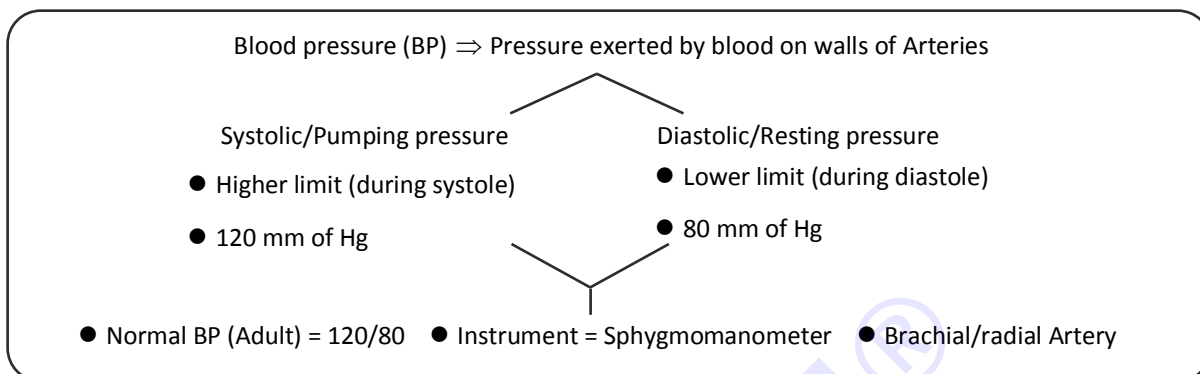 Blood pressure (BP) ⇒ Pressure exerted by blood on walls of Arteries
Systolic/Pumping pressure
● Higher limit (during systole)
● 120 mm of Hg
Diastolic/Resting pressure
● Lower limit (during diastole)
● 80 mm of Hg
● Normal BP (Adult) = 120/80 ● Instrument = Sphygmomanometer ● Brachial/radial Artery
®